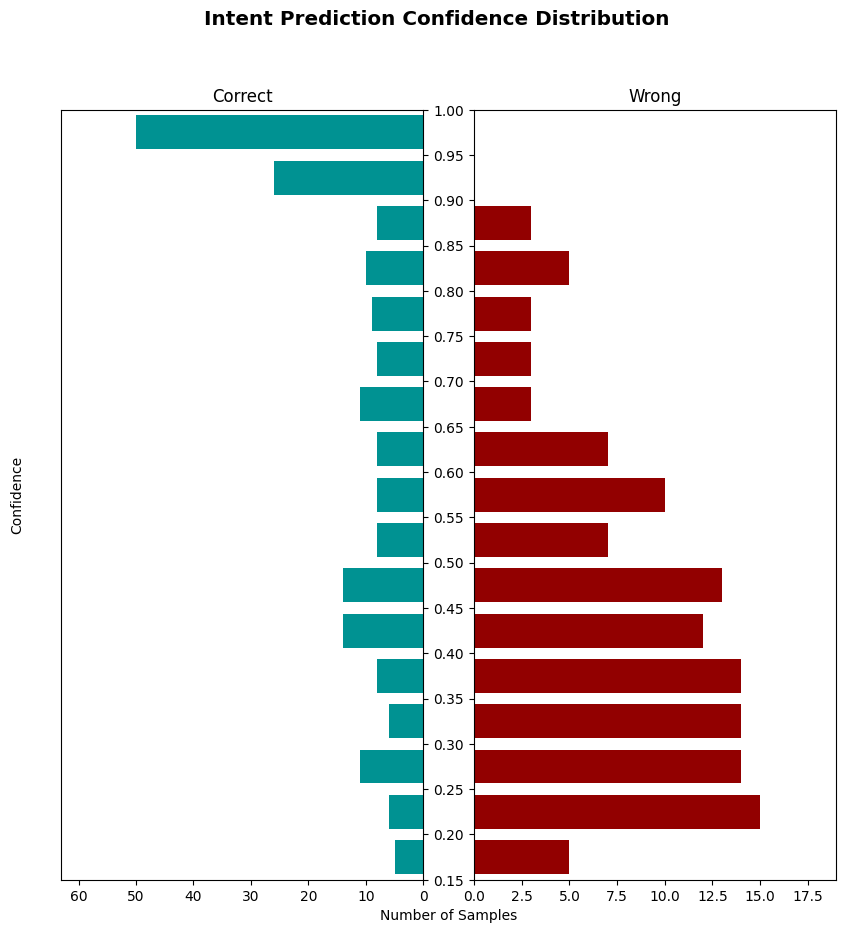 Intent Prediction Confidence Distribution
Correct
Wrong
1.00
0.95
0.90
0.85
0.80
0.75
0.70
0.65
0.60
0.55
0.50
0.45
0.40
0.35
0.30
0.25
0.20
0.15
Confidence
60 50 40 30 20 10 0
0.0 2.5 5.0 7.5 10.0 12.5 15.0 17.5
Number of Samples